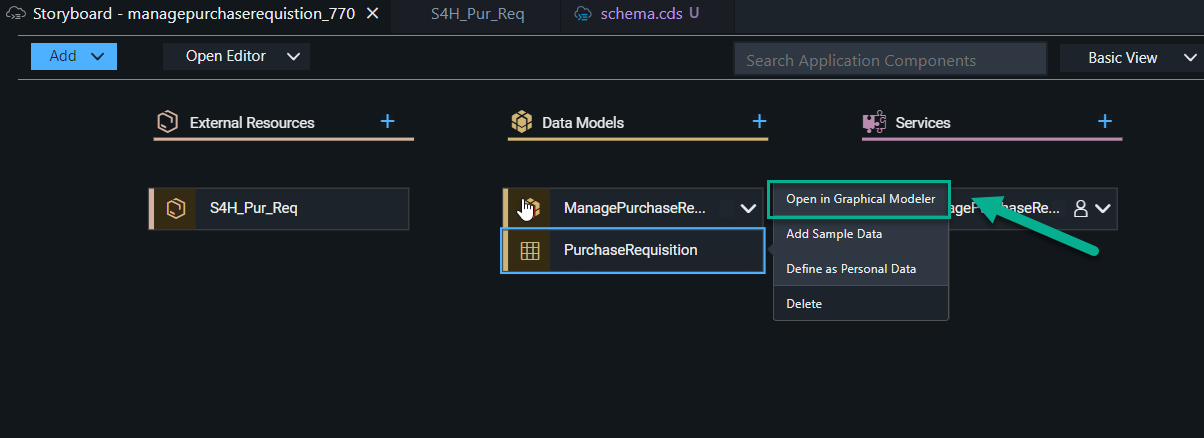 Storyboard - managepurchaserequistion_770
S4H_Pur_Req
schema.cds U
Add
Open Editor
Search Application Components
Basic View
External Resources
Data Models
Services
S4H_Pur_Req
ManagePurchaseRe...
PurchaseRequisition
Open in Graphical Modeler
Add Sample Data
Define as Personal Data
Delete
agePurchaseRe...